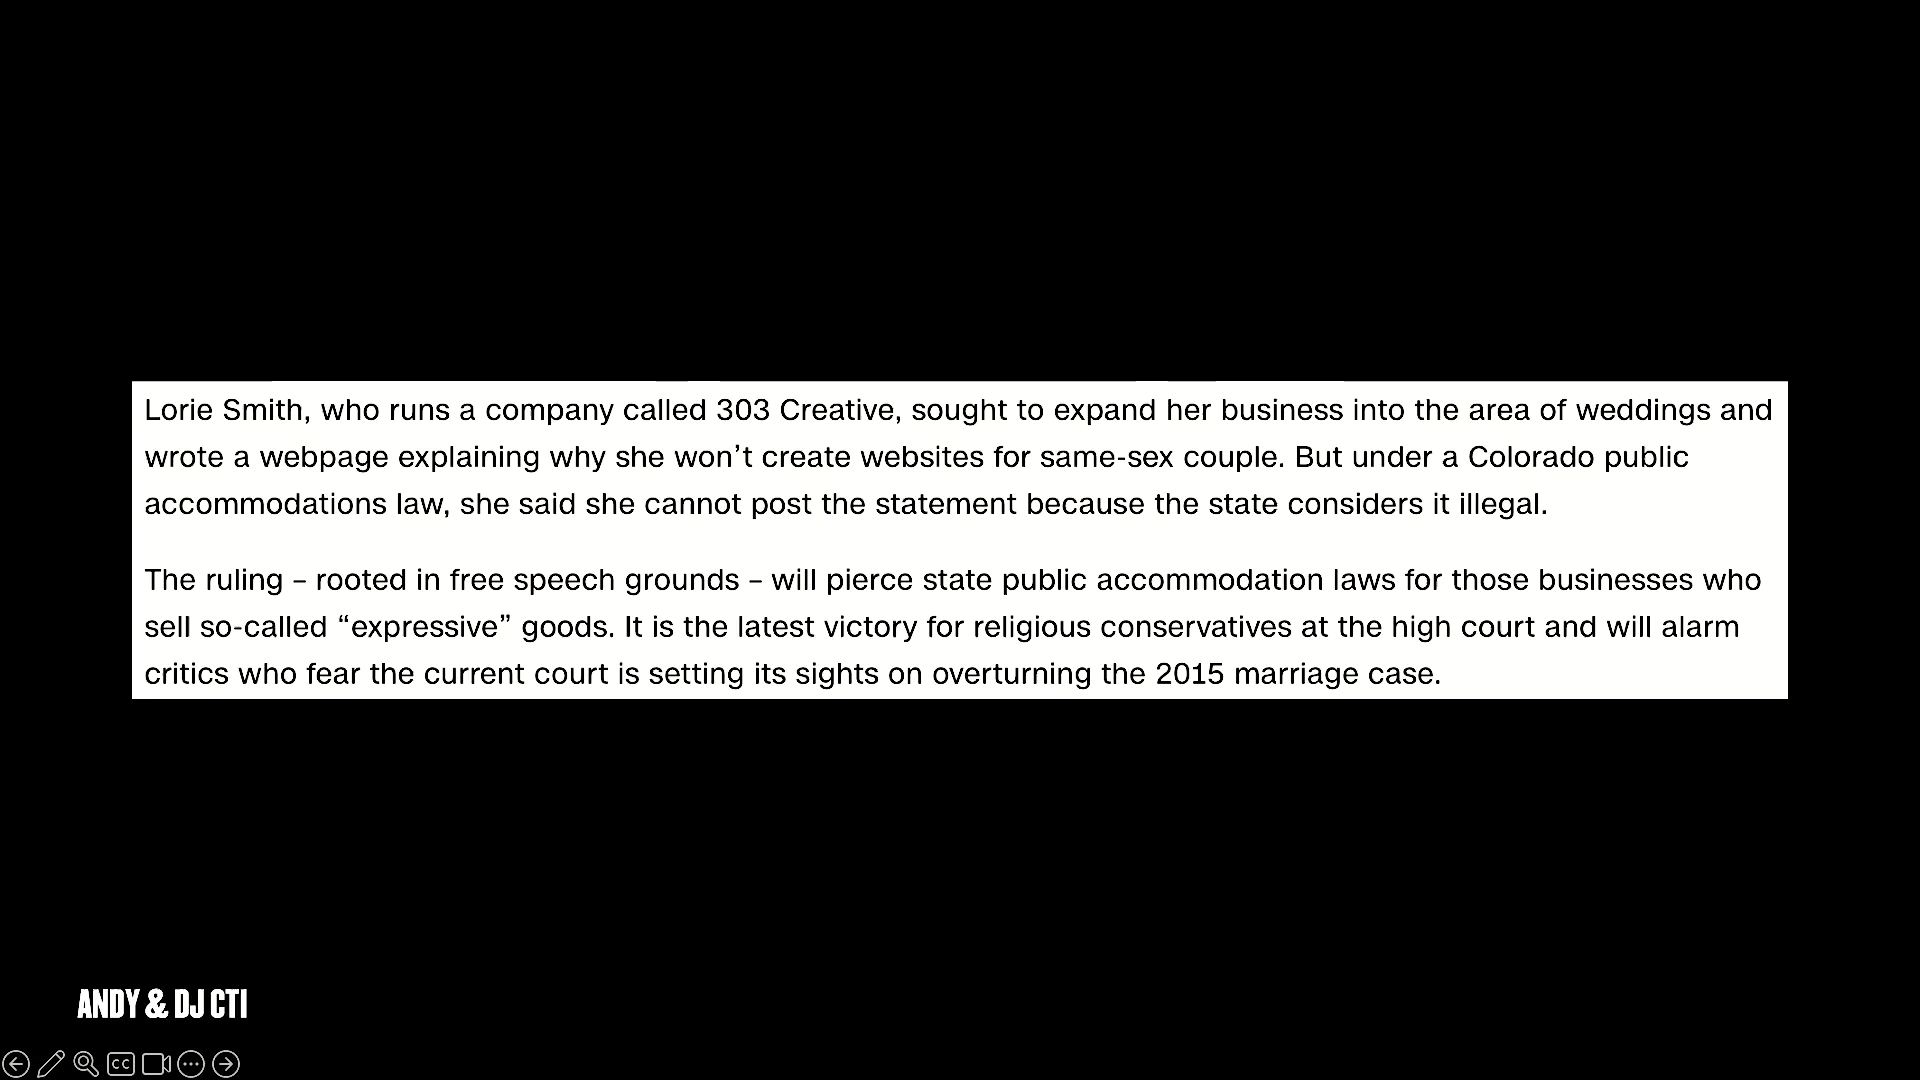 Lorie Smith, who runs a company called 303 Creative, sought to expand her business into the area of weddings and
wrote a webpage explaining why she won’t create websites for same-sex couple. But under a Colorado public
accommodations law, she said she cannot post the statement because the state considers it illegal.
The ruling – rooted in free speech grounds – will pierce state public accommodation laws for those businesses who
sell so-called “expressive” goods. It is the latest victory for religious conservatives at the high court and will alarm
critics who fear the current court is setting its sights on overturning the 2015 marriage case.
ANDY & DJ CTI
CC